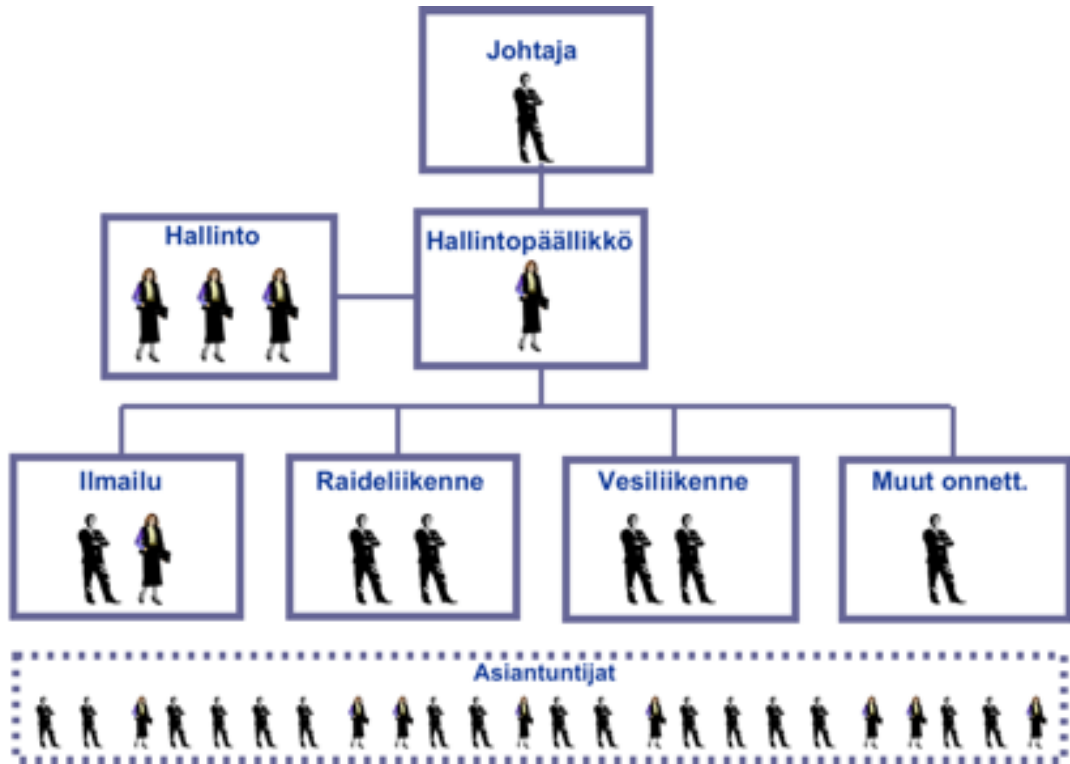 Johtaja
Hallinto
Hallintopäällikkö
Ilmailu
Raideliikenne
Vesiliikenne
Muut onnett.
Asiantuntijat